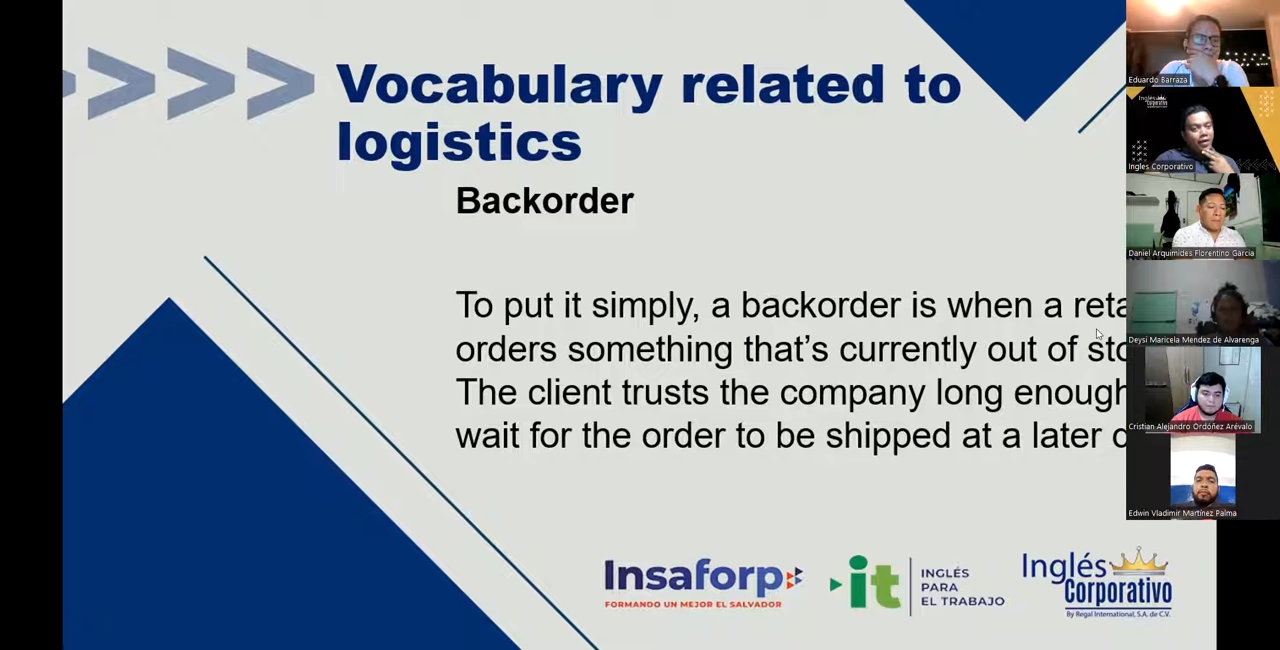 Vocabulary related to
logistics
Backorder
To put it simply, a backorder is when a
orders something that's currently out of
The client trusts the company long enough
wait for the order to be shipped at a later
Insaforp
FORMANDO UN MEJOR EL SALVADOR
it
INGLÉS
PARA
EL TRABAJO
Inglés
Corporativo
By Regal International, S.A. de C.V.
Eduardo Barraza
Inglés
Corporativo
Ingles Corporativo
Daniel Arquimides Florentino Garcia
Deysi Maricela Mendez de Alvarenga
Cristian Alejandro Ordóñez Arévalo
Edwin Vladimir Martínez Palma